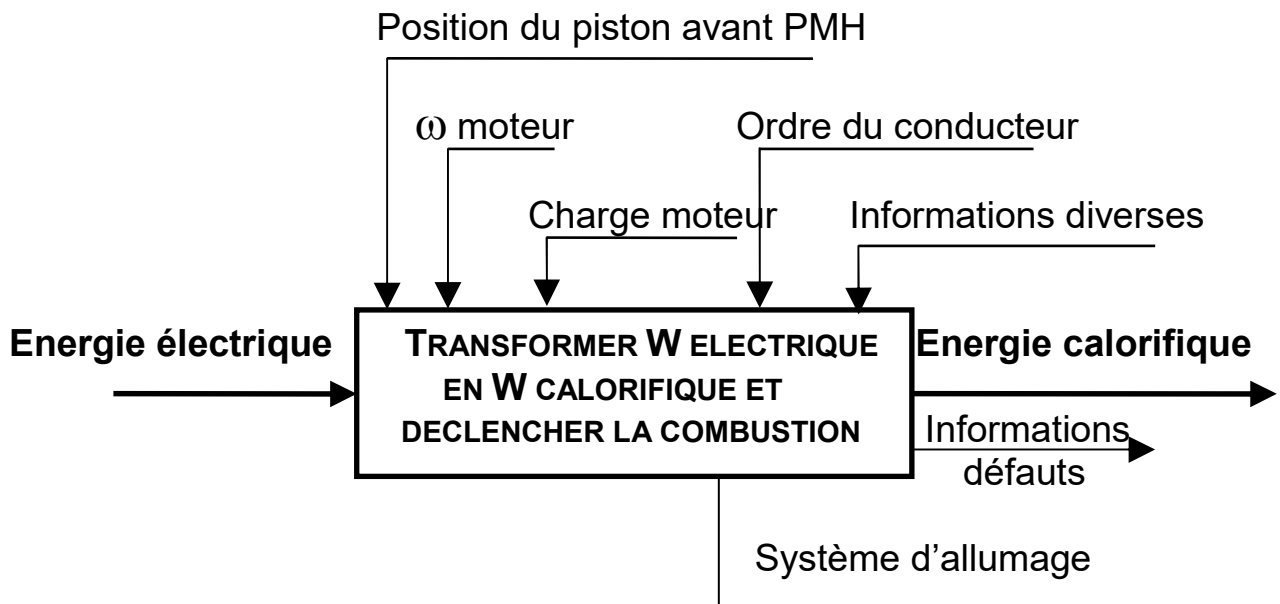 Position du piston avant PMH
ω moteur
Ordre du conducteur
Charge moteur
Informations diverses
Energie électrique
TRANSFORMER W ELECTRIQUE
EN W CALORIFIQUE ET
DECLENCHER LA COMBUSTION
Energie calorifique
Informations
défauts
Système d’allumage